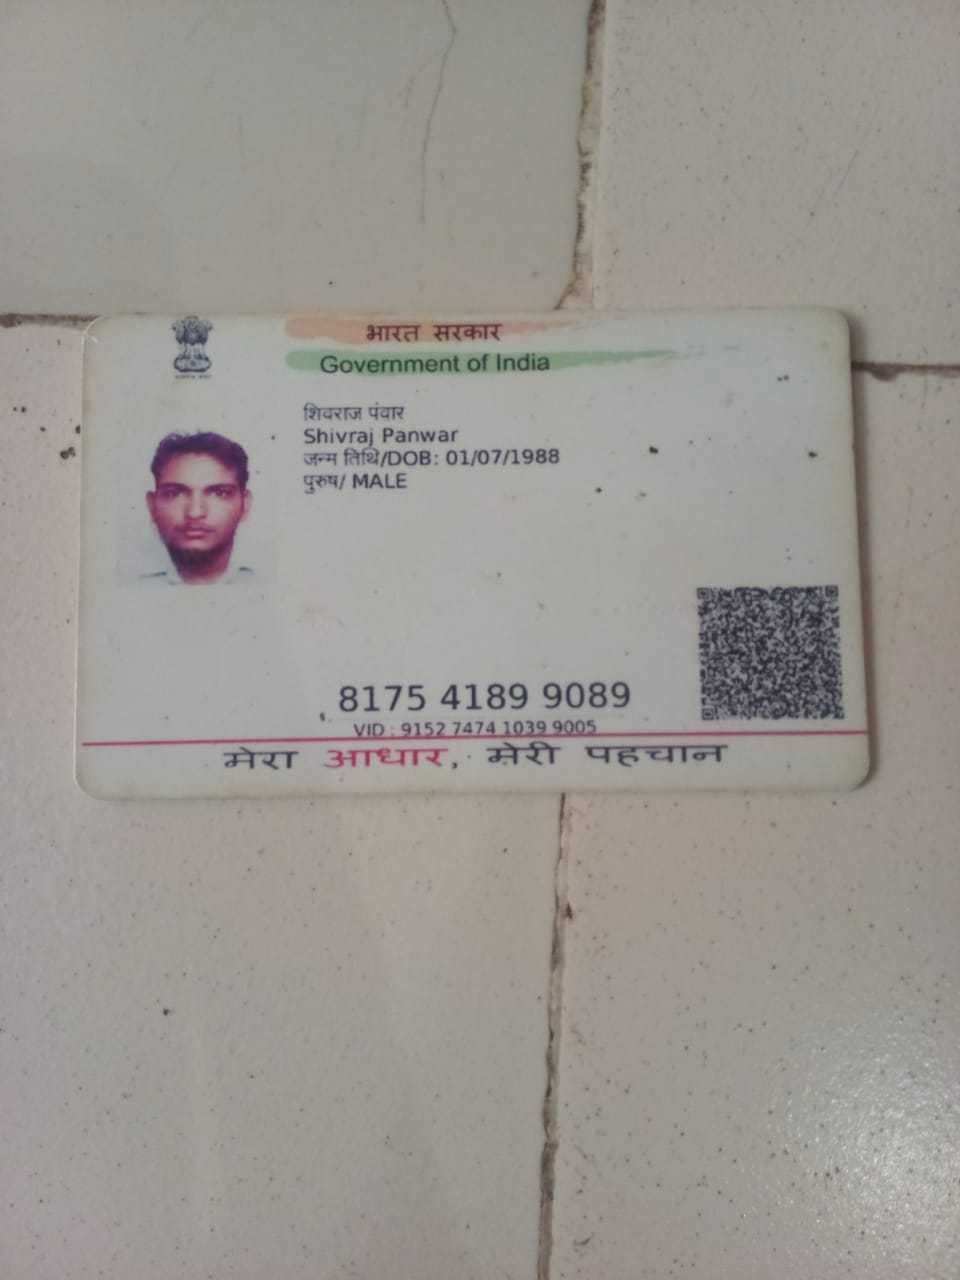 भारत सरकार
Government of India
शिवराज पंवार
Shivraj Panwar
जन्म तिथि/DOB: 01/07/1988
पुरुष/ MALE
8175 4189 9089
VID : 9152 7474 1039 9005
मेरा आधार, मेरी पहचान